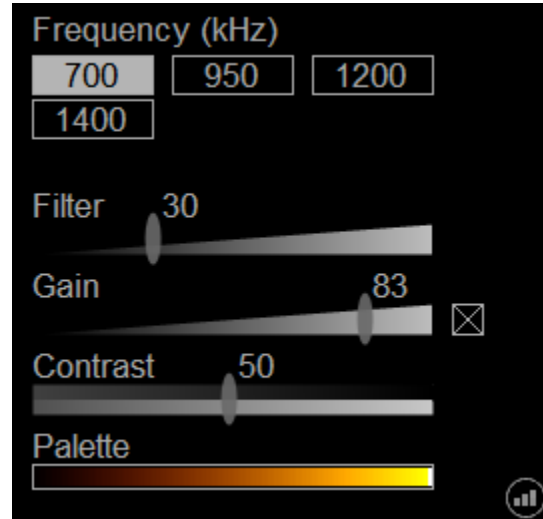 Frequency (kHz)
700 950 1200
1400
Filter 30
Gain 83
Contrast 50
Palette